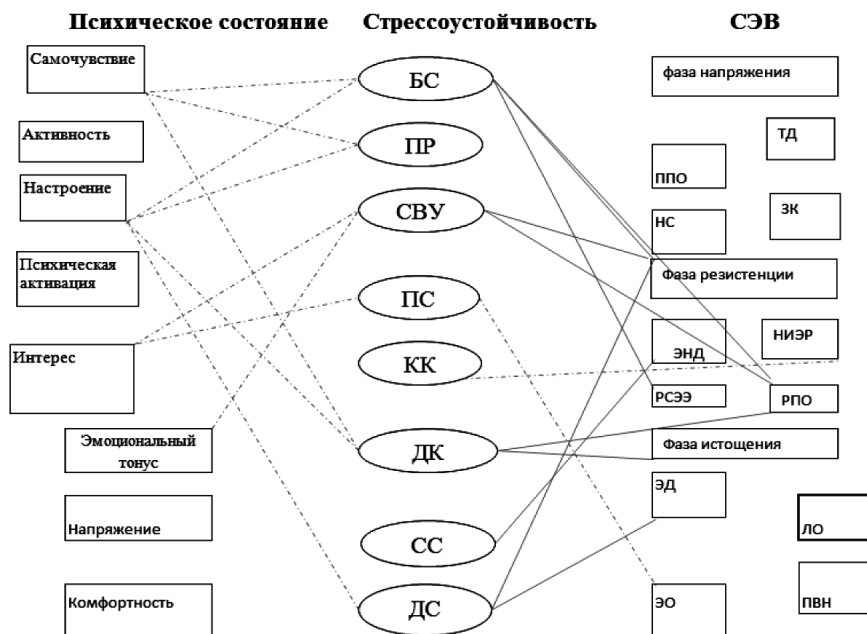 Психическое состояние
Стрессоустойчивость
СЭВ
Самочувствие
Активность
Настроение
Психическая
активация
Интерес
Эмоциональный
тонус
Напряжение
Комфортность
БС
ПР
СВУ
ПС
КК
ДК
СС
ДС
фаза напряжения
ТД
ППО
НС
ЗК
Фаза резистенции
ЭНД
НИЭР
РСЭЭ
РПО
Фаза истощения
ЭД
ЛО
ЭО
ПВН